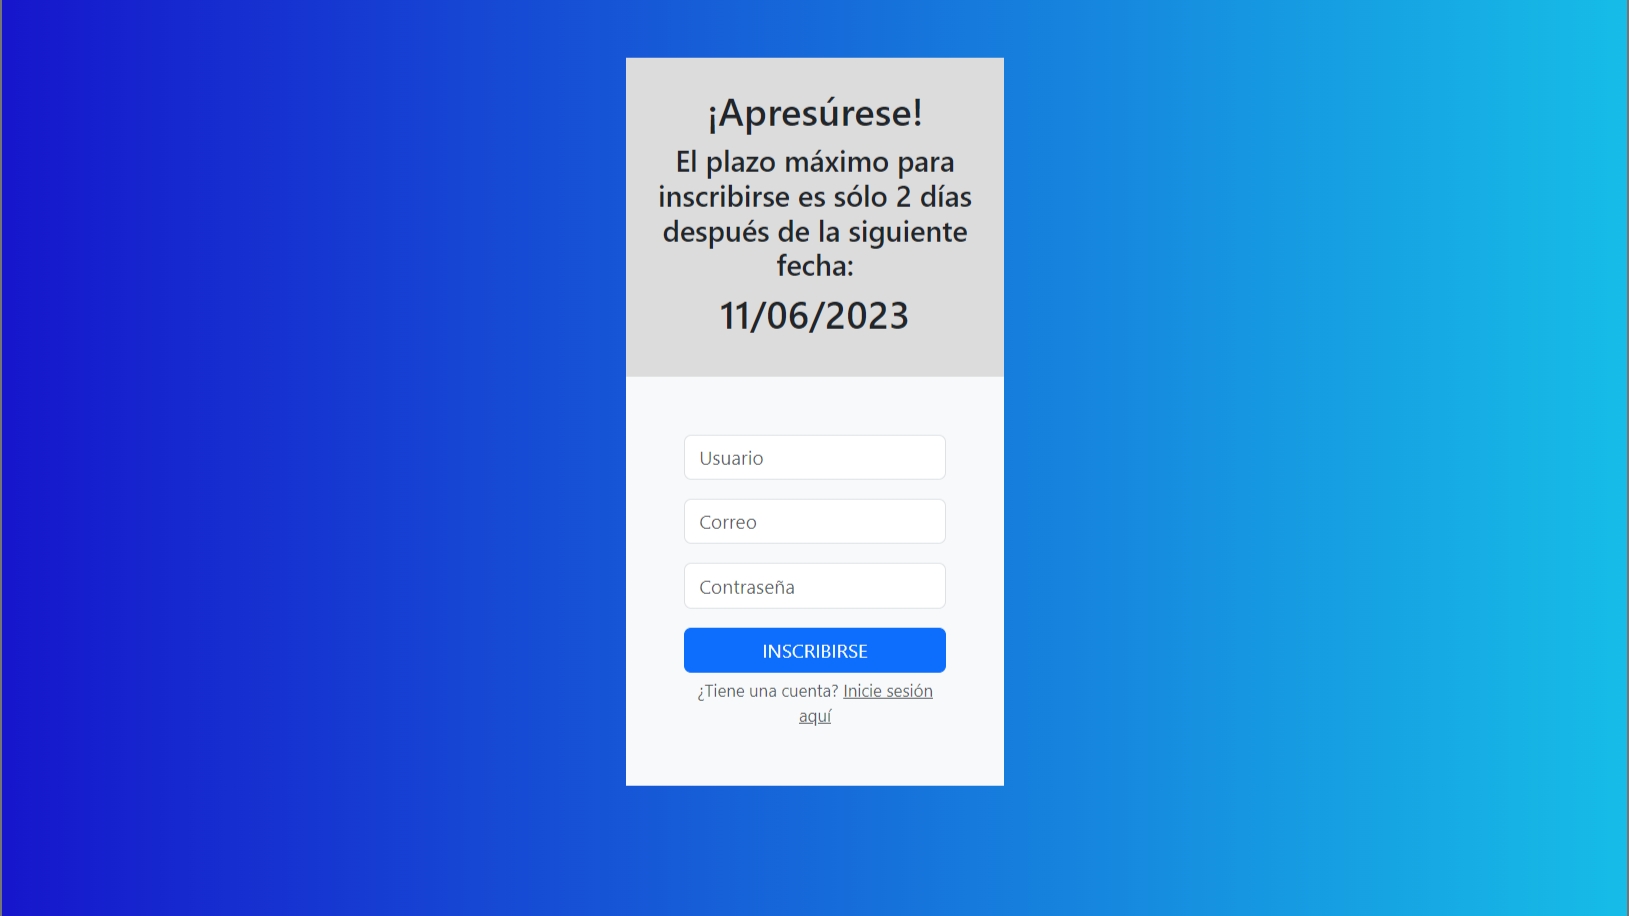 ¡Apresúrese!
El plazo máximo para
inscribirse es sólo 2 días
después de la siguiente
fecha:
11/06/2023
Usuario
Correo
Contraseña
INSCRIBIRSE
¿Tiene una cuenta? Inicie sesión
aquí